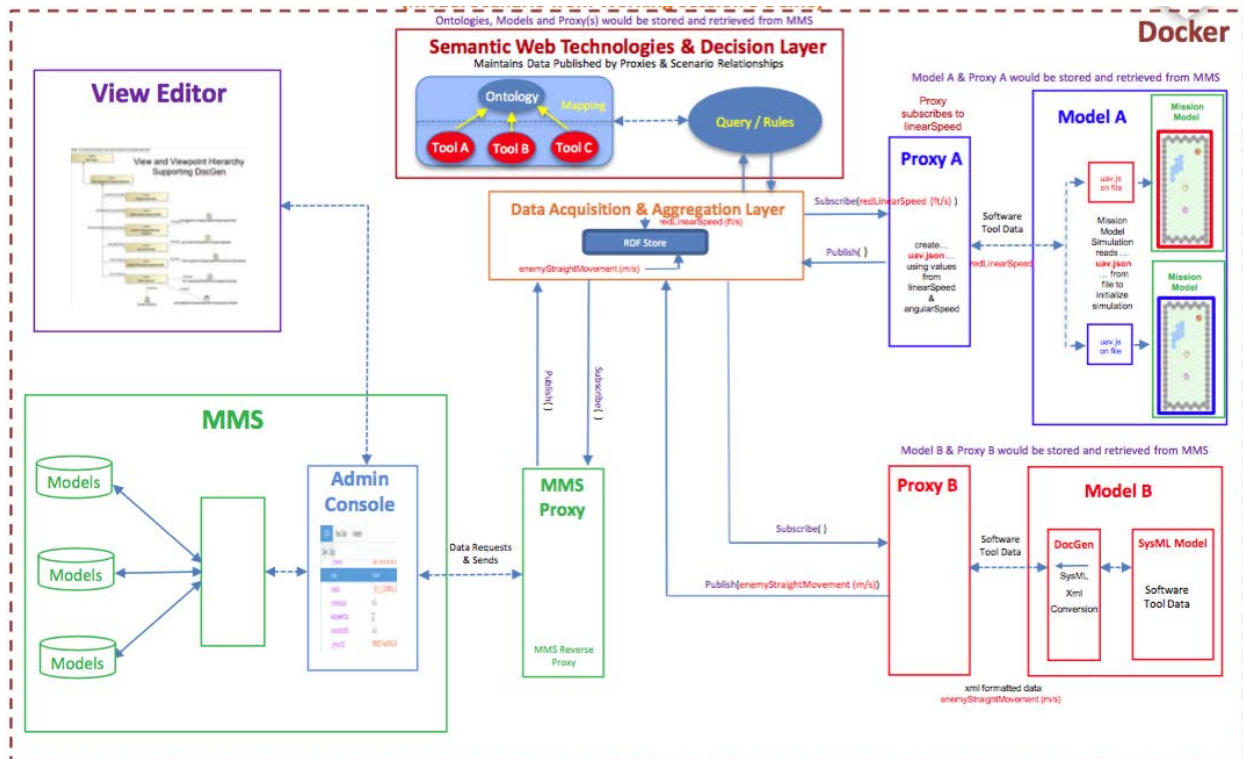 Ontologies, Models and Proxy(s) would be stored and retrieved from MMS
Docker
Semantic Web Technologies & Decision Layer
Maintains Data Published by Proxies & Scenario Relationships
Ontology
Mapping
Tool A
Tool B
Tool C
Query / Rules
View Editor
View and Viewpoint Hierarchy
Supporting DocGen
Data Acquisition & Aggregation Layer
redLinearSpeed (ft/s)
RDF Store
enemyStraightMovement (m/s)
Subscribe(redLinearSpeed (ft/s) )
Publish( )
Model A & Proxy A would be stored and retrieved from MMS
Proxy
subscribes to
linearSpeed
Proxy A
create...
uav.json ...
using values
from
linearSpeed
&
angularSpeed
Software
Tool Data
redLinearSpeed
Model A
uav.js
on file
Mission
Model
Simulation
reads ...
uav.json
... from
file to
initialize
simulation
uav.js
on file
Mission
Model
Mission
Model
Publish( )
Subscribe( )
MMS
Models
Models
Models
Admin
Console
Data Requests
& Sends
MMS
Proxy
MMS Reverse
Proxy
Subscribe( )
Publish(enemyStraightMovement (m/s))
Model B & Proxy B would be stored and retrieved from MMS
Proxy B
Software
Tool Data
Model B
DocGen
SysML
Xml
Conversion
SysML Model
Software
Tool Data
xml formatted data
enemyStraightMovement (m/s)